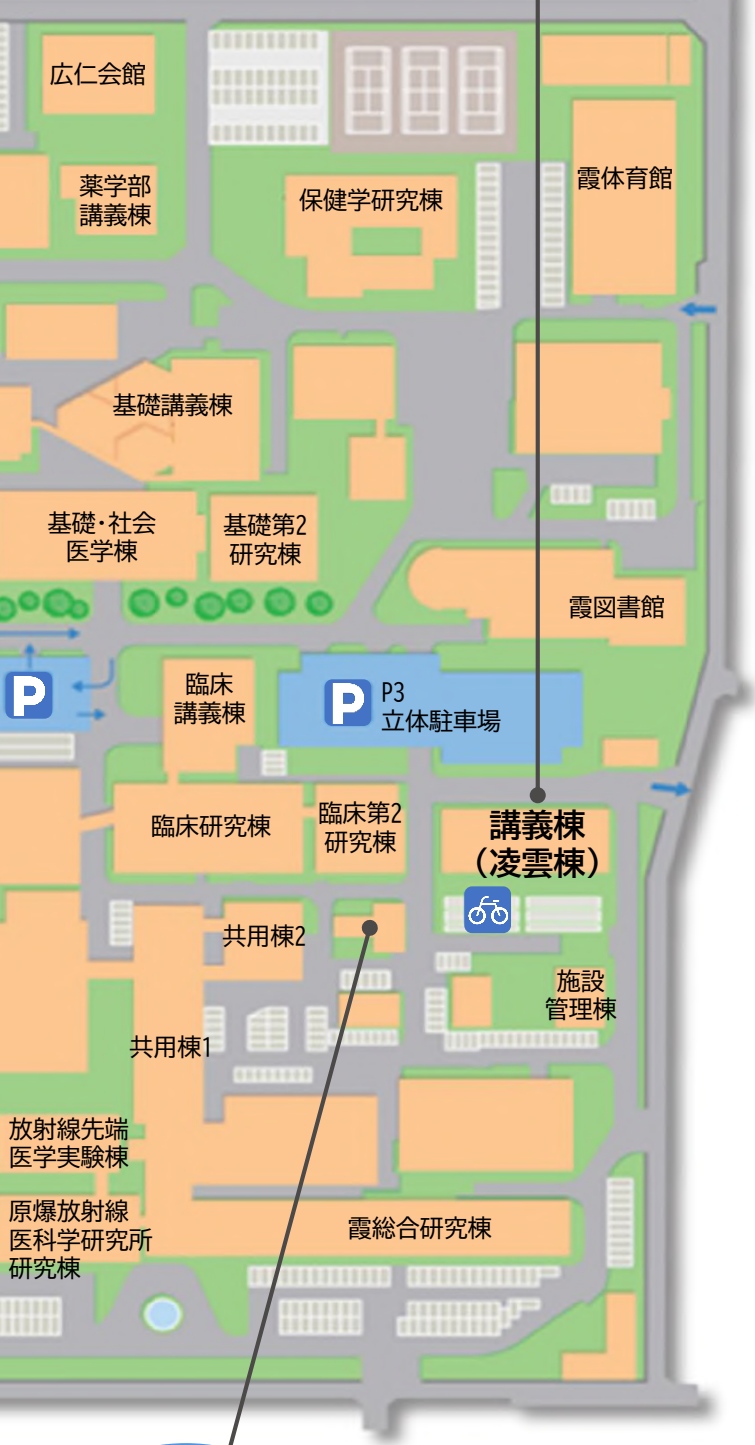 広仁会館
薬学部
講義棟
保健学研究棟
霞体育館
基礎講義棟
基礎・社会
医学棟
基礎第2
研究棟
霞図書館
P
臨床
講義棟
P
P3
立体駐車場
臨床研究棟
臨床第2
研究棟
講義棟
（凌雲棟）
共用棟2
施設
管理棟
共用棟1
放射線先端
医学実験棟
原爆放射線
医科学研究所
研究棟
霞総合研究棟